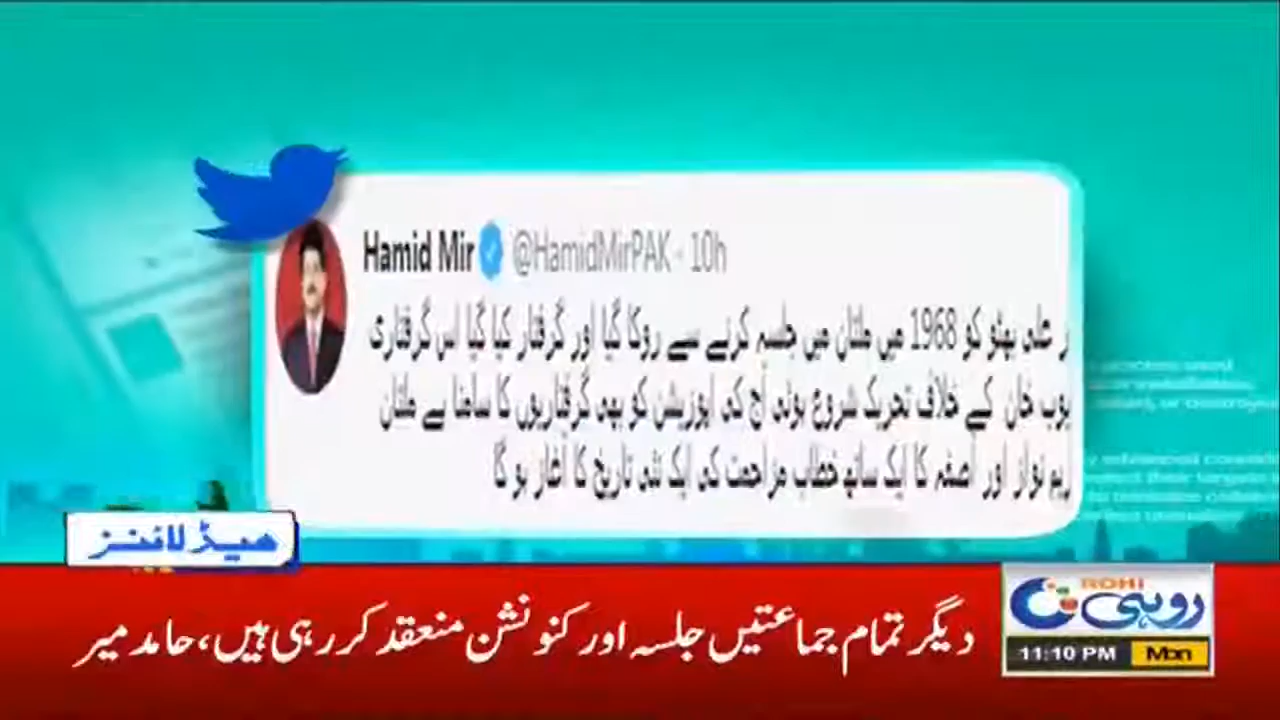 Hamid Mir @HamidMirPAK · 10h
ر علی بھٹو کو 1968 میں ملتان میں جلسہ کرنے سے روکا گیا اور گرفتار کیا گیا اس گرفتاری
یوب خان کے خلاف تحریک شروع ہوئی آج کی اپوزیشن کو بھی گرفتاریوں کا سامنا ہے ملتان
ریم نواز اور آصفہ کا ایک ساتھ خطاب مزاحمت کی ایک نئی تاریخ کا آغاز ہو گا
ہیڈلائنز
دیگر تمام جماعتیں جلسہ اور کنونشن منعقد کر رہی ہیں، حامد میر
ROHI
روہی
11:10 PM Mon